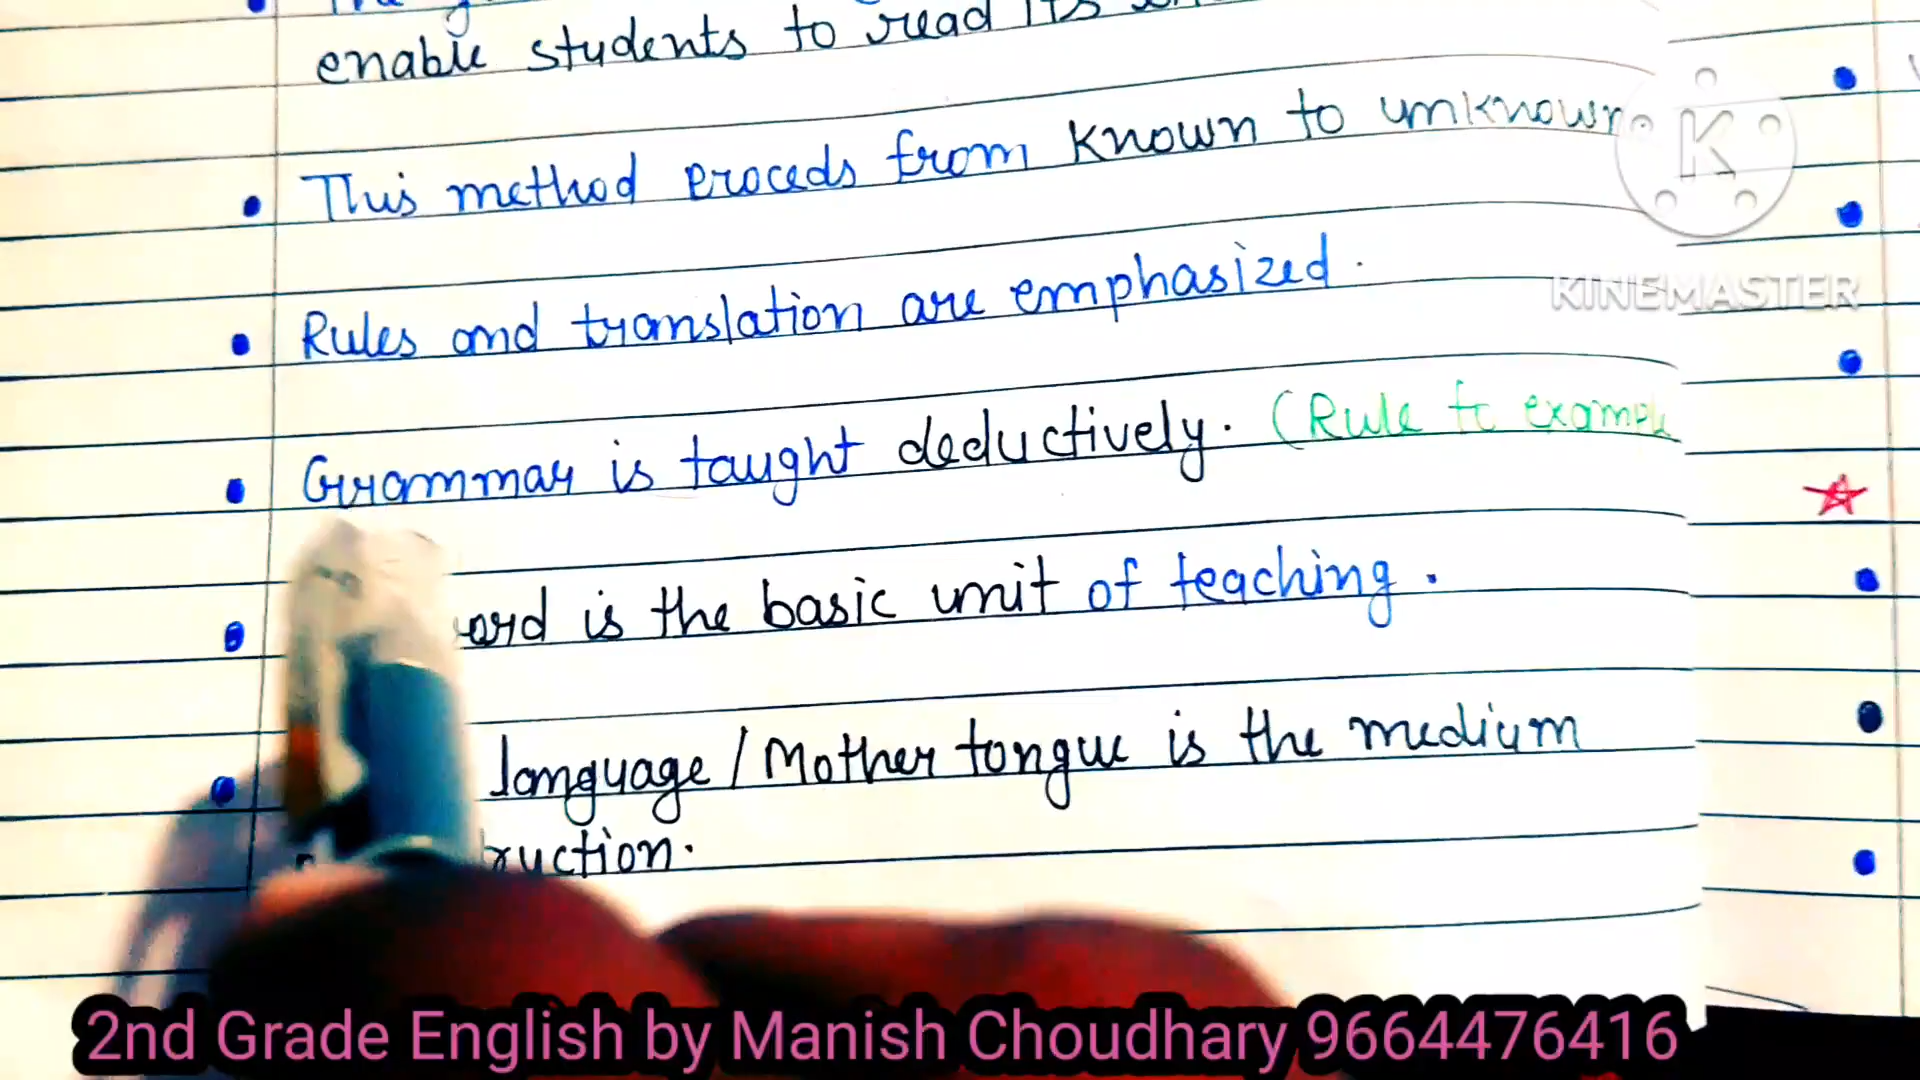 enable students to read its
This method proceds from known to unknown.
Rules and translation are emphasized.
Grammar is taught deductively. (Rule to example
is the basic unit of teaching.
language / Mother tongue is the medium
KINEMASTER
2nd Grade English by Manish Choudhary 9664476416